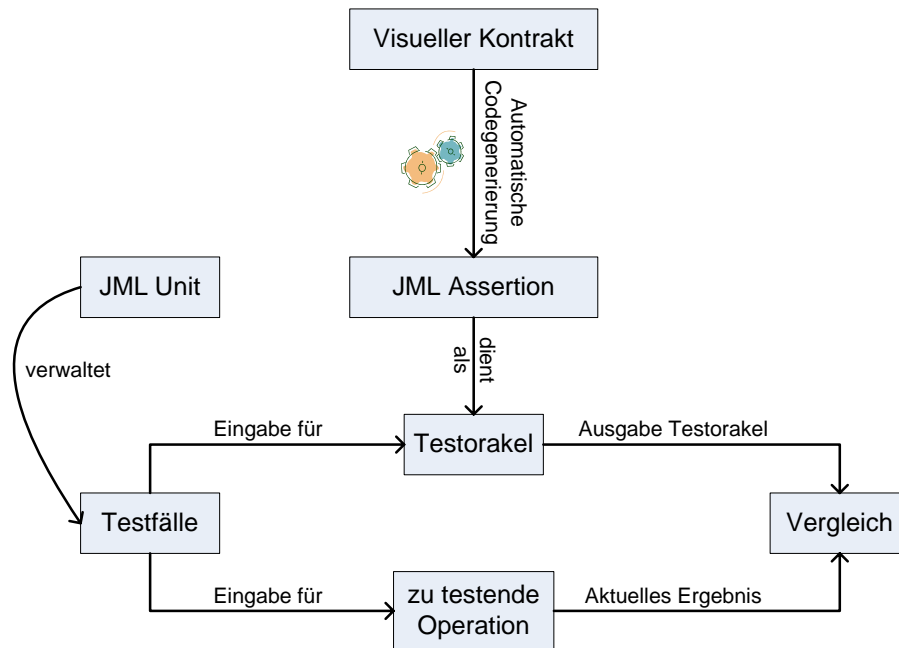 Visueller Kontrakt
Automatische
Codegenerierung
JML Unit
JML Assertion
verwaltet
dient
als
Eingabe für
Testorakel
Ausgabe Testorakel
Testfälle
Vergleich
Eingabe für
zu testende
Operation
Aktuelles Ergebnis